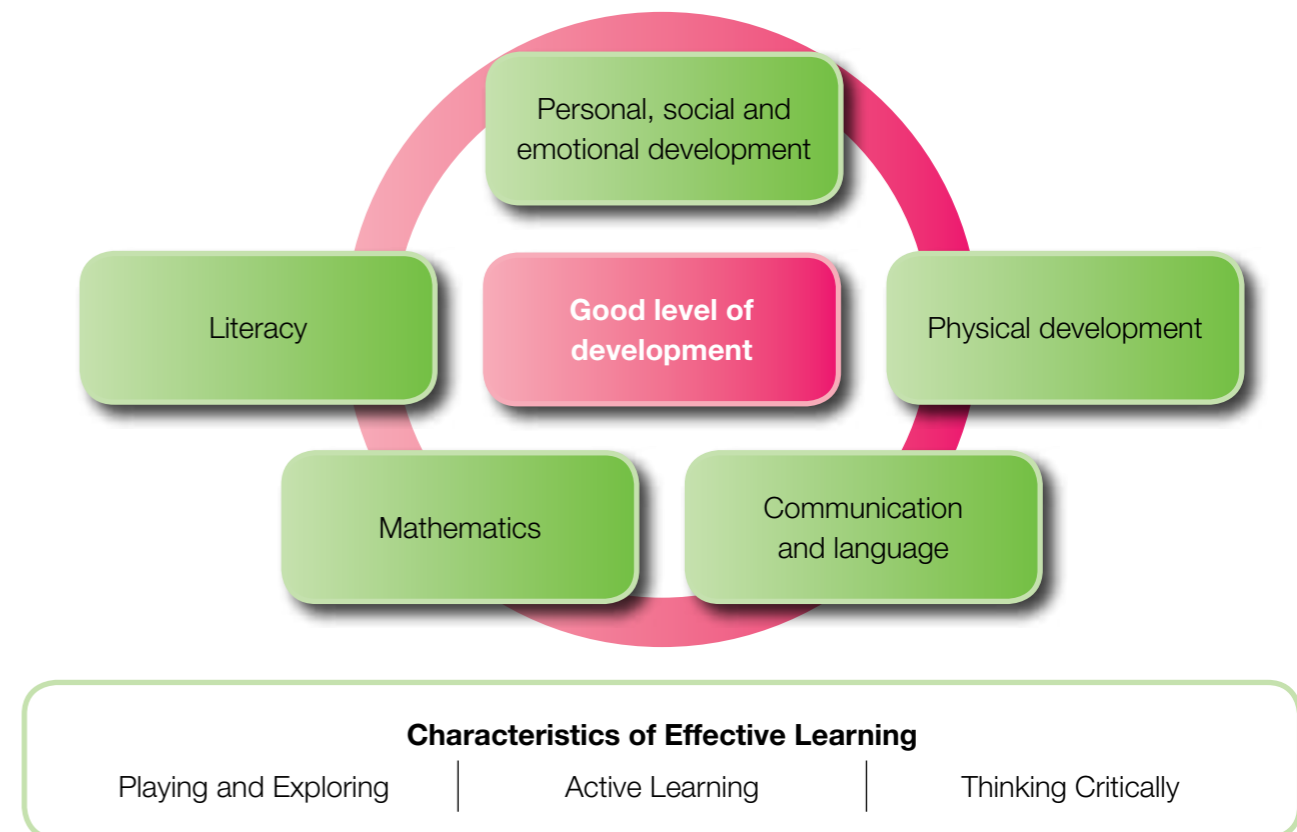 Personal, social and
emotional development
Literacy
Good level of
development
Physical development
Mathematics
Communication
and language
Characteristics of Effective Learning
Playing and Exploring
Active Learning
Thinking Critically